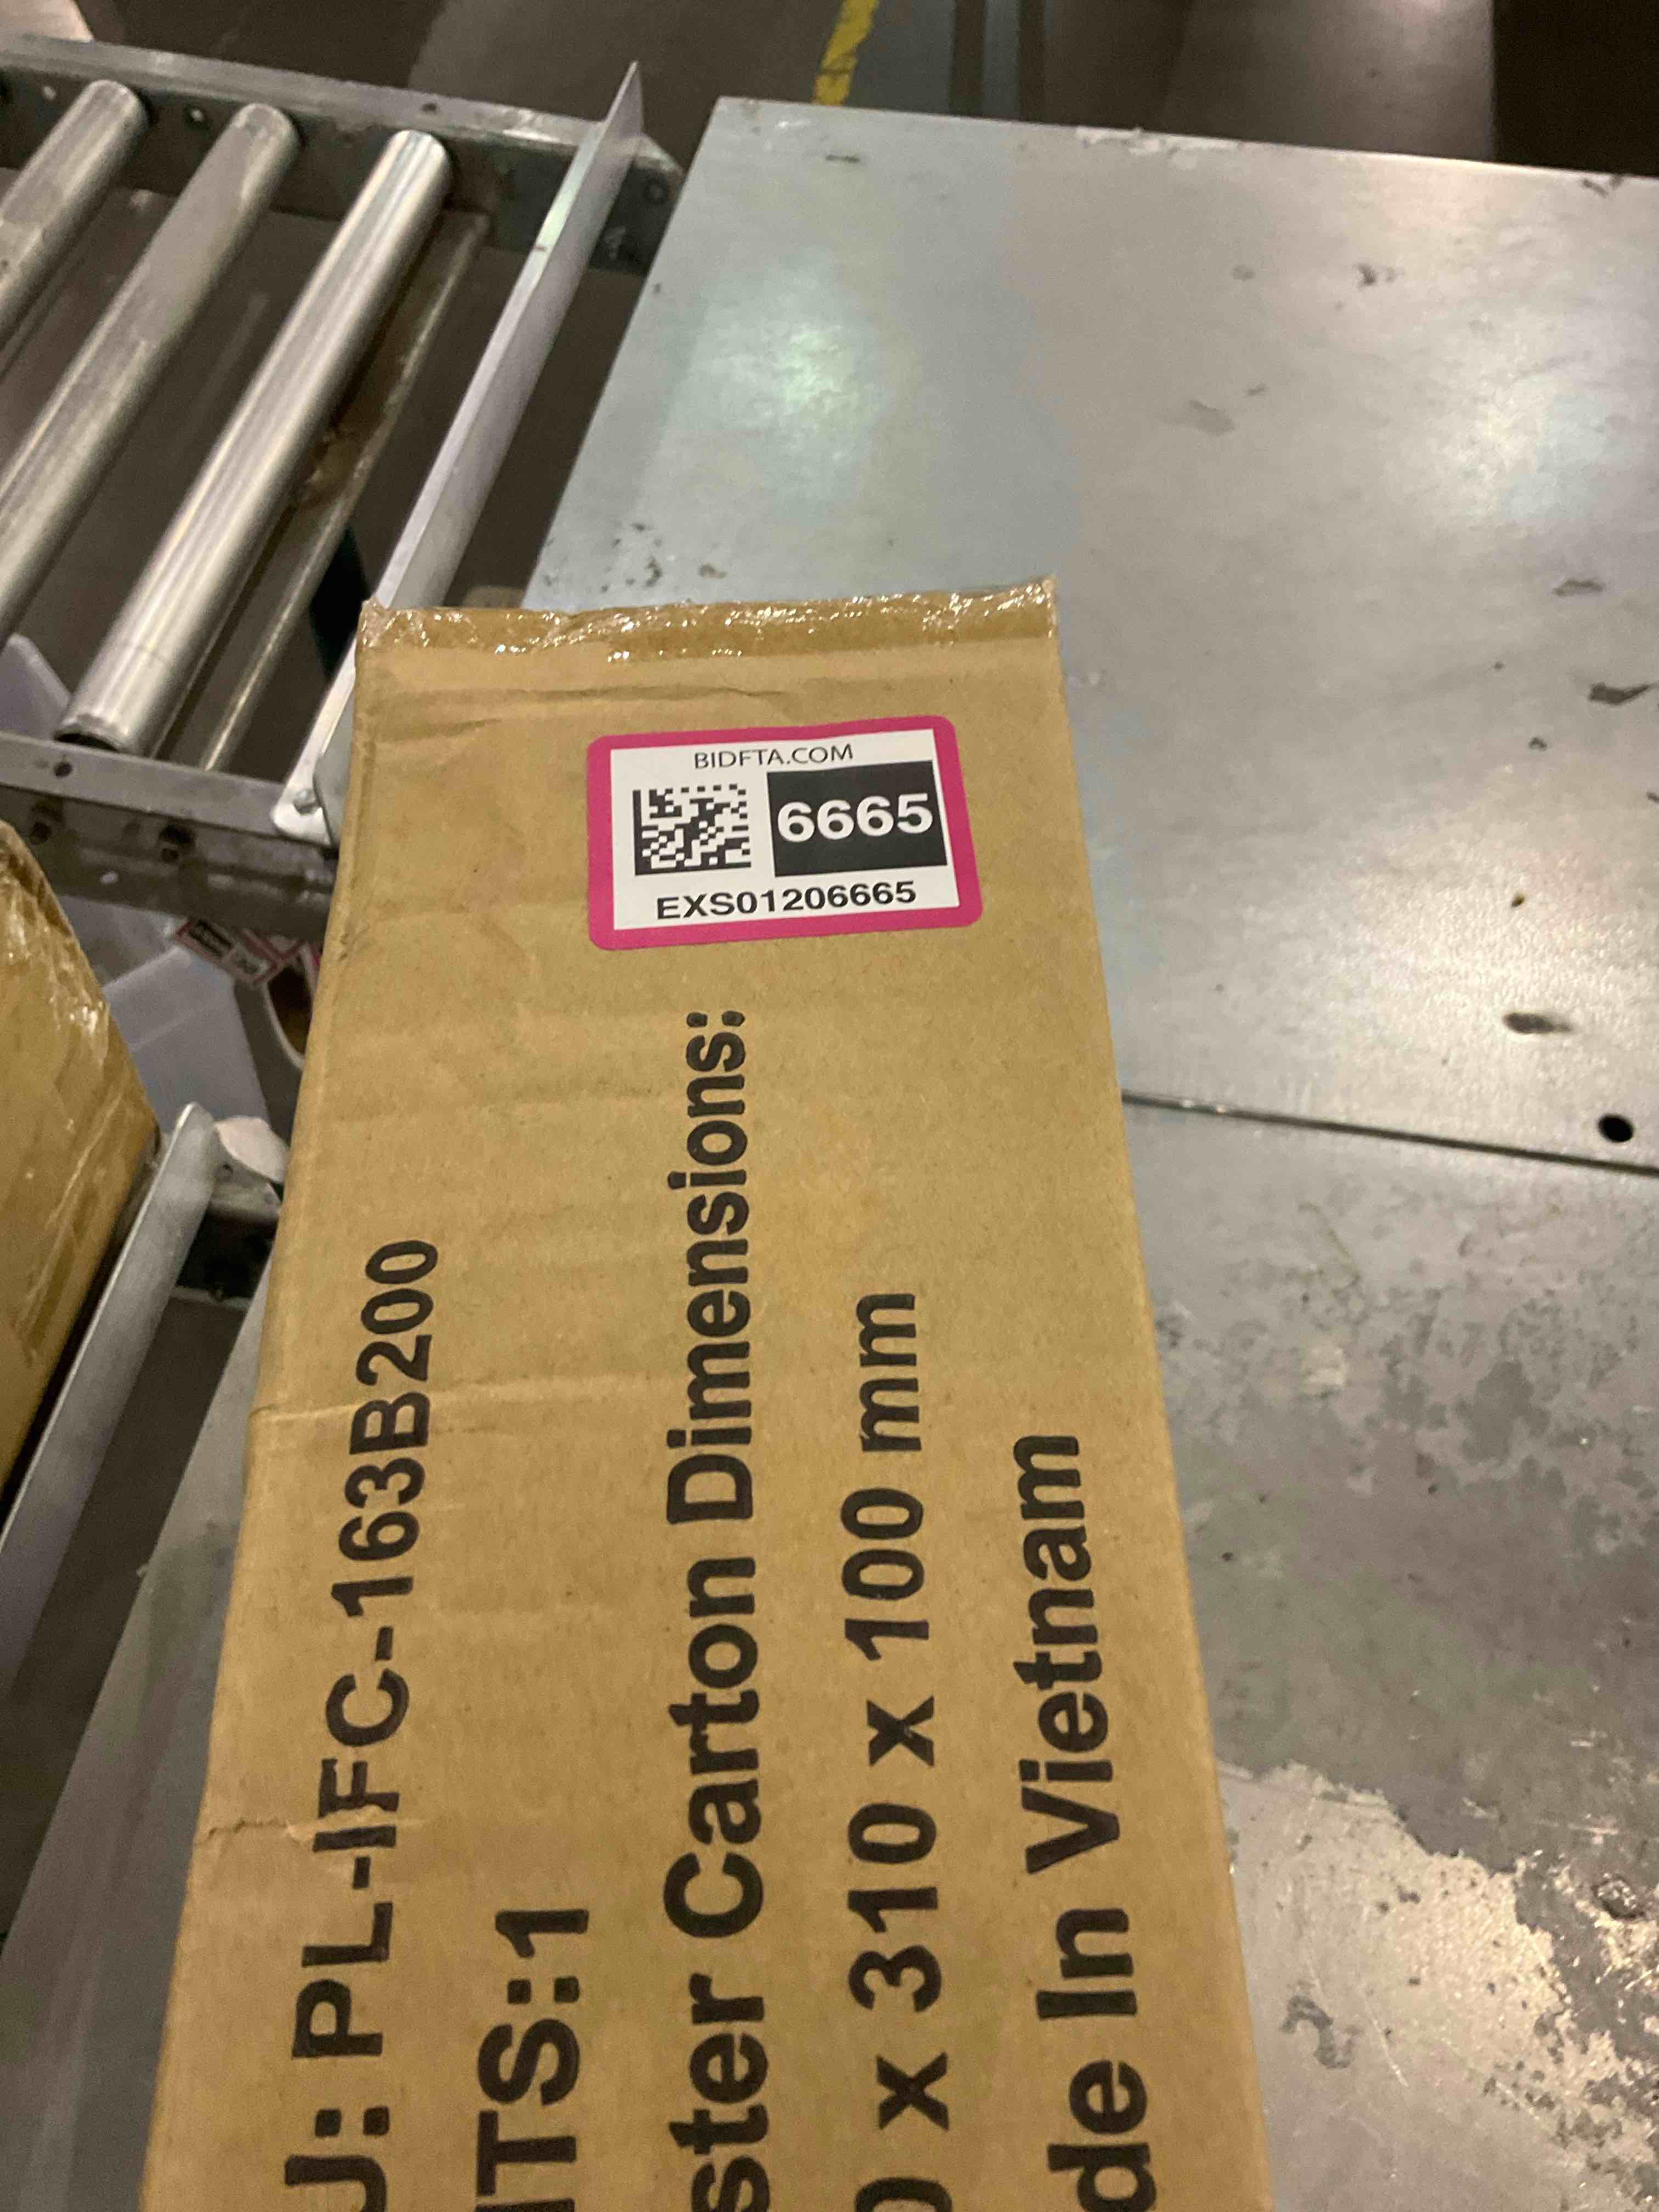 BIDFTA.COM
6665
EXS01206665
U: PL-IFC-163B200
ITS:1
ster Carton Dimensions:
0 x 310 x 100 mm
de In Vietnam